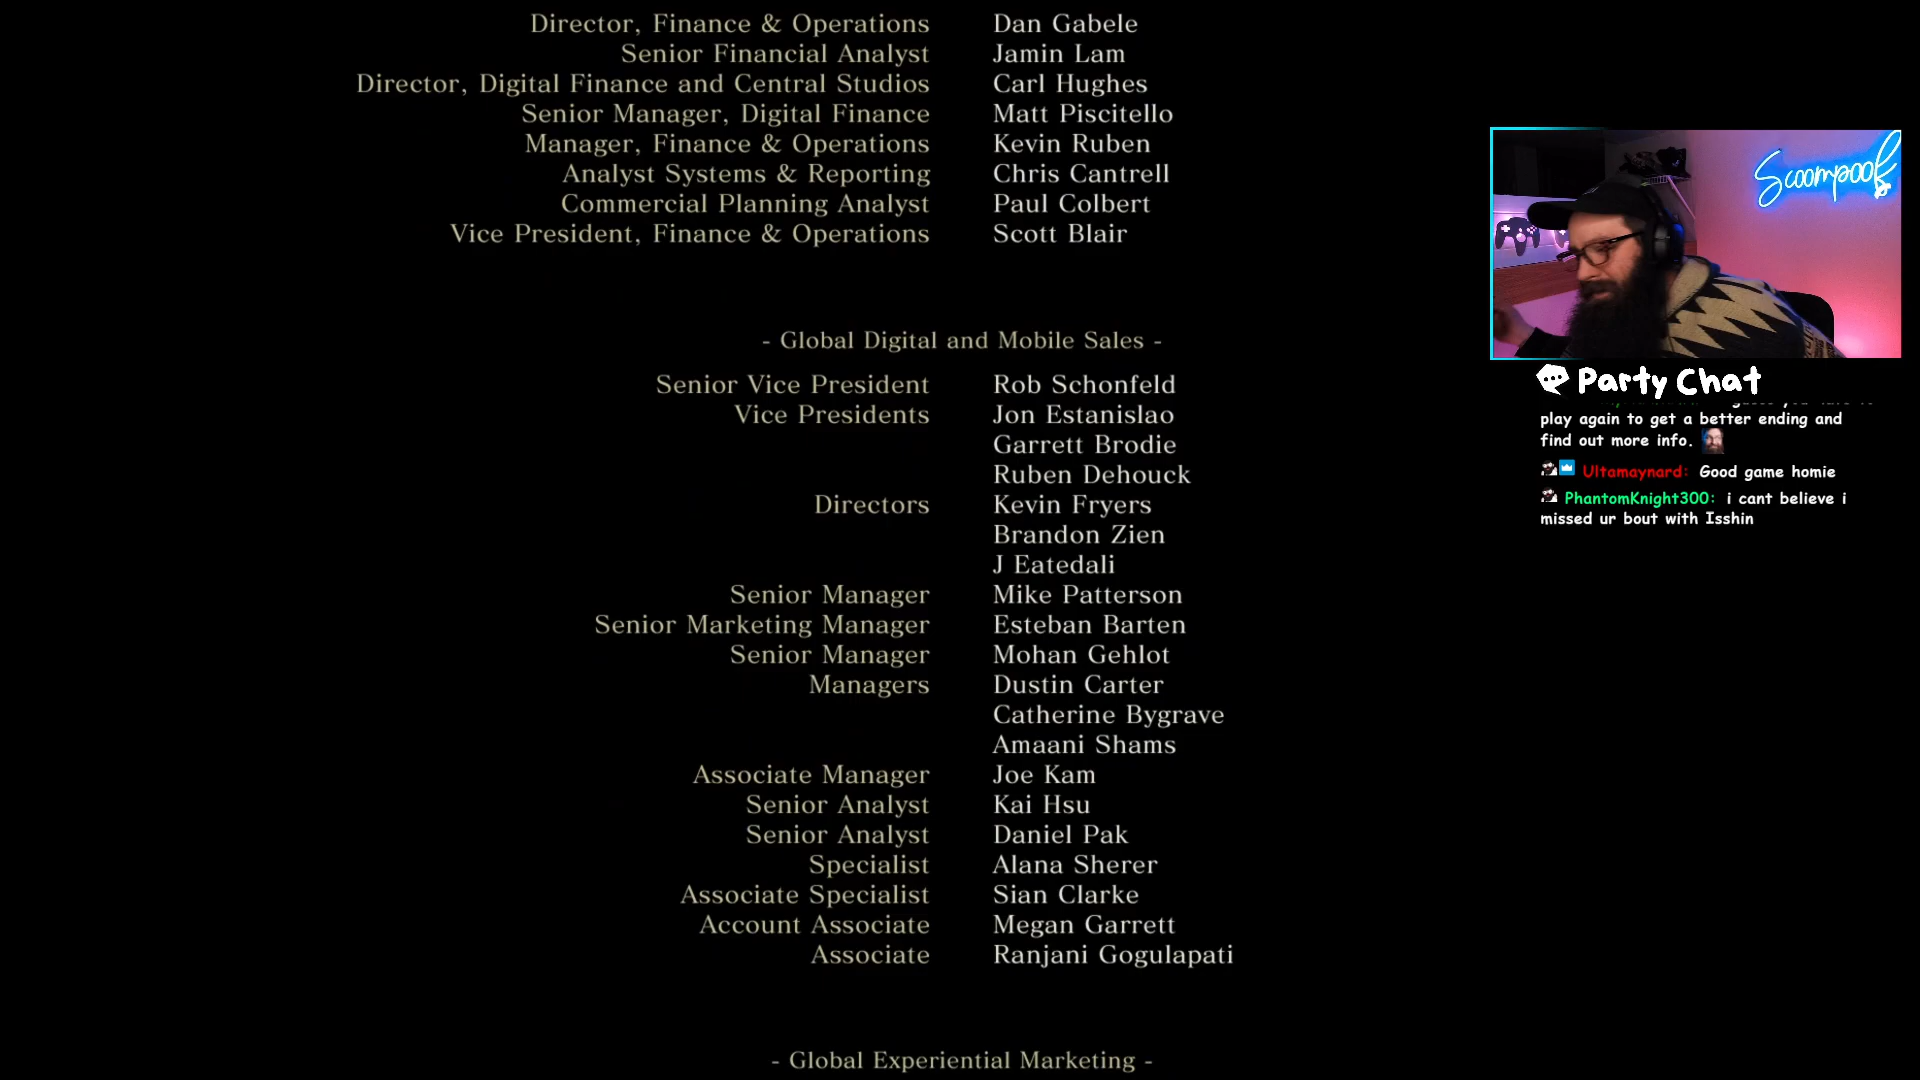 Director, Finance & Operations Dan Gabele
Senior Financial Analyst Jamin Lam
Director, Digital Finance and Central Studios Carl Hughes
Senior Manager, Digital Finance Matt Piscitello
Manager, Finance & Operations Kevin Ruben
Analyst Systems & Reporting Chris Cantrell
Commercial Planning Analyst Paul Colbert
Vice President, Finance & Operations Scott Blair
- Global Digital and Mobile Sales -
Senior Vice President Rob Schonfeld
Vice Presidents Jon Estanislao
Garrett Brodie
Ruben Dehouck
Directors Kevin Fryers
Brandon Zien
J Eatedali
Senior Manager Mike Patterson
Senior Marketing Manager Esteban Barten
Senior Manager Mohan Gehlot
Managers Dustin Carter
Catherine Bygrave
Amaani Shams
Associate Manager Joe Kam
Senior Analyst Kai Hsu
Senior Analyst Daniel Pak
Specialist Alana Sherer
Associate Specialist Sian Clarke
Account Associate Megan Garrett
Associate Ranjani Gogulapati
- Global Experiential Marketing -
Scoompoof
Party Chat
play again to get a better ending and
find out more info.
Ultamaynard: Good game homie
PhantomKnight300: i cant believe i
missed ur bout with Isshin